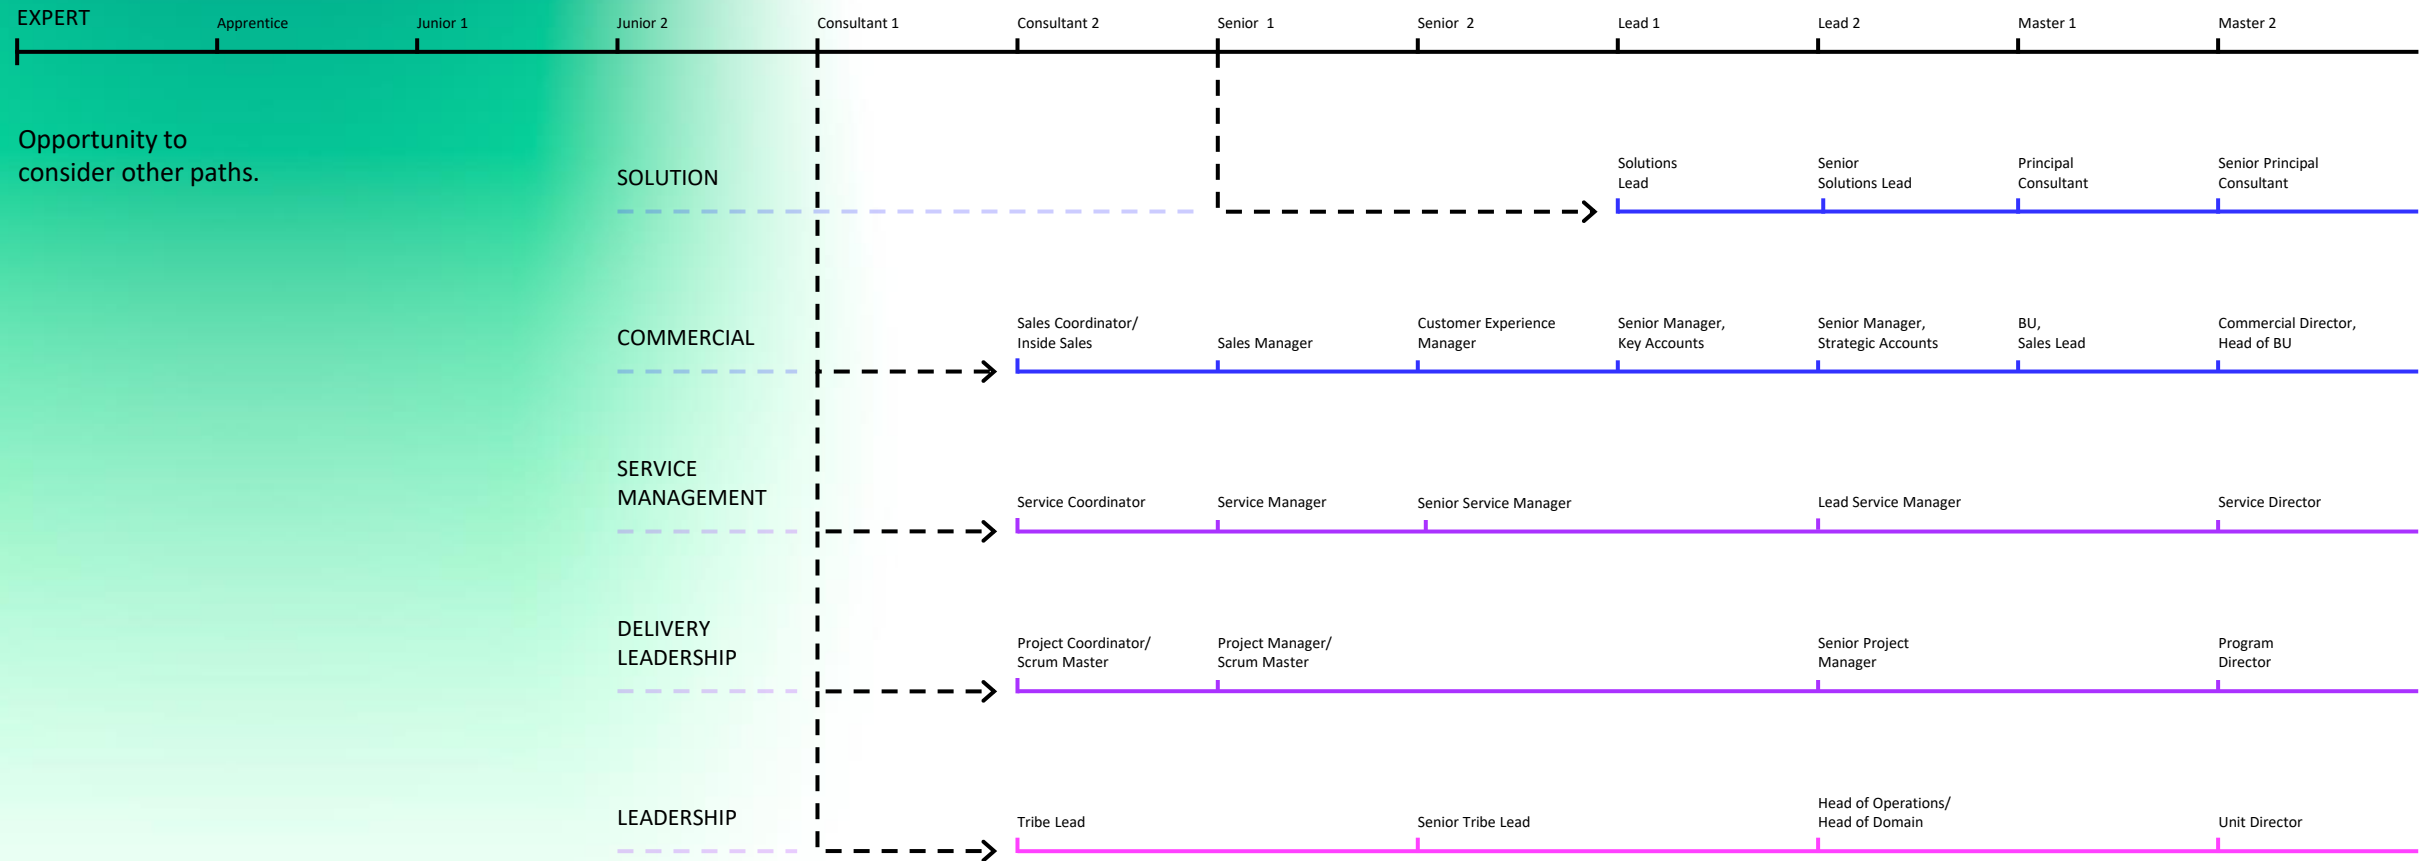 EXPERT
Apprentice
Junior 1
Junior 2
Consultant 1
Consultant 2
Senior 1
Senior 2
Lead 1
Lead 2
Master 1
Master 2
Opportunity to
consider other paths.
SOLUTION
Solutions
Lead
Senior
Solutions Lead
Principal
Consultant
Senior Principal
Consultant
COMMERCIAL
Sales Coordinator/
Inside Sales
Sales Manager
Customer Experience
Manager
Senior Manager,
Key Accounts
Senior Manager,
Strategic Accounts
BU,
Sales Lead
Commercial Director,
Head of BU
SERVICE
MANAGEMENT
Service Coordinator
Service Manager
Senior Service Manager
Lead Service Manager
Service Director
DELIVERY
LEADERSHIP
Project Coordinator/
Scrum Master
Project Manager/
Scrum Master
Senior Project
Manager
Program
Director
LEADERSHIP
Tribe Lead
Senior Tribe Lead
Head of Operations/
Head of Domain
Unit Director